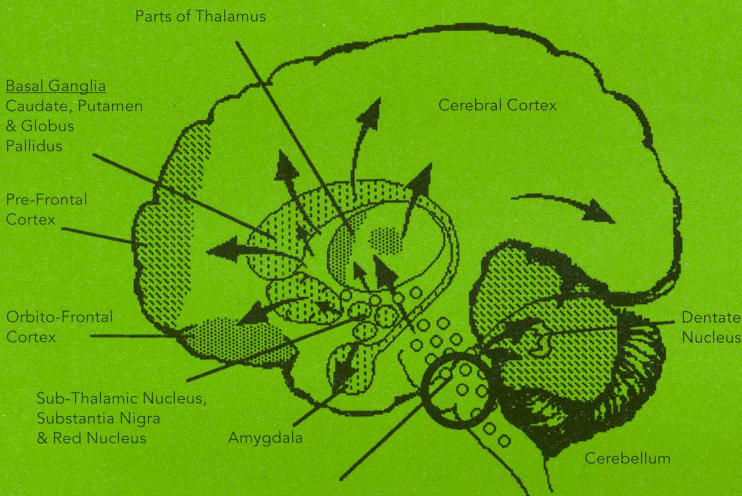 Parts of Thalamus
Basal Ganglia
Caudate, Putamen
& Globus
Pallidus
Cerebral Cortex
Pre-Frontal
Cortex
Orbito-Frontal
Cortex
Dentate
Nucleus
Sub-Thalamic Nucleus,
Substantia Nigra
& Red Nucleus
Amygdala
Cerebellum